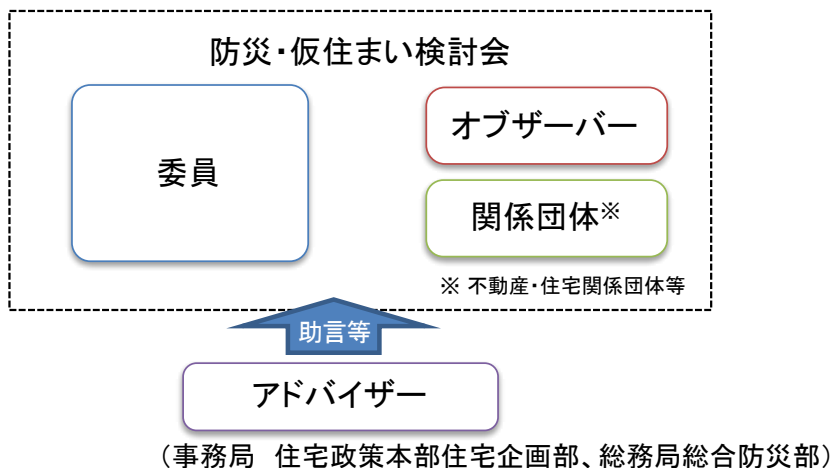 防災・仮住まい検討会
委員
オブザーバー
関係団体※
※ 不動産・住宅関係団体等
助言等
アドバイザー
（事務局　住宅政策本部住宅企画部、総務局総合防災部）